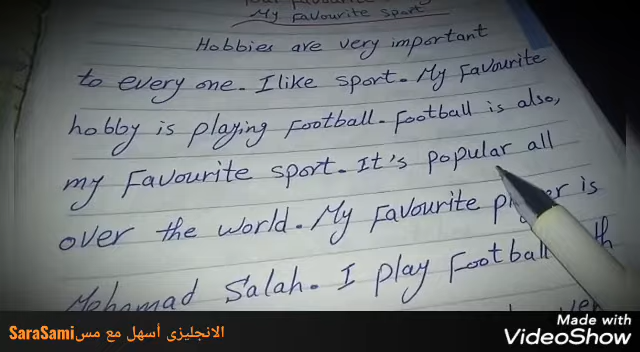 My Favourite sport
Hobbies are very important
to every one. I like sport. My Favourite
hobby is playing Football. Football is also,
my Favourite sport. It's popular all
over the world. My Favourite is
Mohamad Salah. I play Football
الانجليزى أسهل مع مس SaraSami
Made with
VideoShow